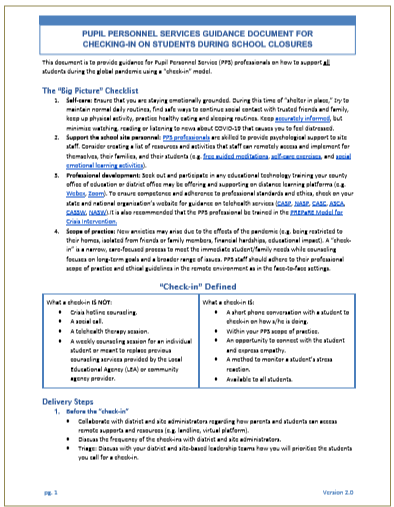 PUPIL PERSONNEL SERVICES GUIDANCE DOCUMENT FOR
CHECKING-IN ON STUDENTS DURING SCHOOL CLOSURES
This document is to provide guidance for Pupil Personnel Service (PPS) professionals on how to support all
students during the global pandemic using a "check-in" model.
The "Big Picture" Checklist
1. Self-care: Ensure that you are staying emotionally grounded. During this time of "shelter in place," try to
maintain normal daily routines, find safe ways to continue social contact with trusted friends and family,
keep up physical activity, practice healthy eating and sleeping routines. Keep accurately informed, but
minimize watching, reading or listening to news about COVID-19 that causes you to feel distressed.
2. Support the school site personnel: PPS professionals are skilled to provide psychological support to site
staff. Consider creating a list of resources and activities that staff can remotely access and implement for
themselves, their families, and their students (e.g. free guided meditations, self-care exercises, and social
emotional learning activities).
3. Professional development: Seek out and participate in any educational technology training your county
office of education or district office may be offering and supporting on distance learning platforms (e.g.
Webex, Zoom). To ensure competence and adherence to professional standards and ethics, check on your
state and national organization's website for guidance on telehealth services (CASP, NASP, CASC, ASCA,
CASSW, NASW). It is also recommended that the PPS professional be trained in the PREPaRE Model for
Crisis Intervention.
4. Scope of practice: New anxieties may arise due to the effects of the pandemic (e.g. being restricted to
their homes, isolated from friends or family members, financial hardships, educational impact). A "check-
in" is a narrow, care-focused process to meet the immediate student/family needs while counseling
focuses on long-term goals and a broader range of issues. PPS staff should adhere to their professional
scope of practice and ethical guidelines in the remote environment as in the face-to-face settings.
"Check-in" Defined
What a check-in IS NOT:
• Crisis hotline counseling.
• A social call.
• A telehealth therapy session.
• A weekly counseling session for an individual
student or meant to replace previous
counseling services provided by the Local
Educational Agency (LEA) or community
agency provider.
What a check-in IS:
• A short phone conversation with a student to
check-in on how s/he is doing.
• Within your PPS scope of practice.
• An opportunity to connect with the student
and express empathy.
• A method to monitor a student's stress
reaction.
• Available to all students.
Delivery Steps
1. Before the "check-in"
• Collaborate with district and site administrators regarding how parents and students can access
remote supports and resources (e.g. landline, virtual platform).
• Discuss the frequency of the check-ins with district and site administrators.
• Triage: Discuss with your district and site-based leadership teams how you will prioritize the students
you call for a check-in.
pg. 1
Version 2.0